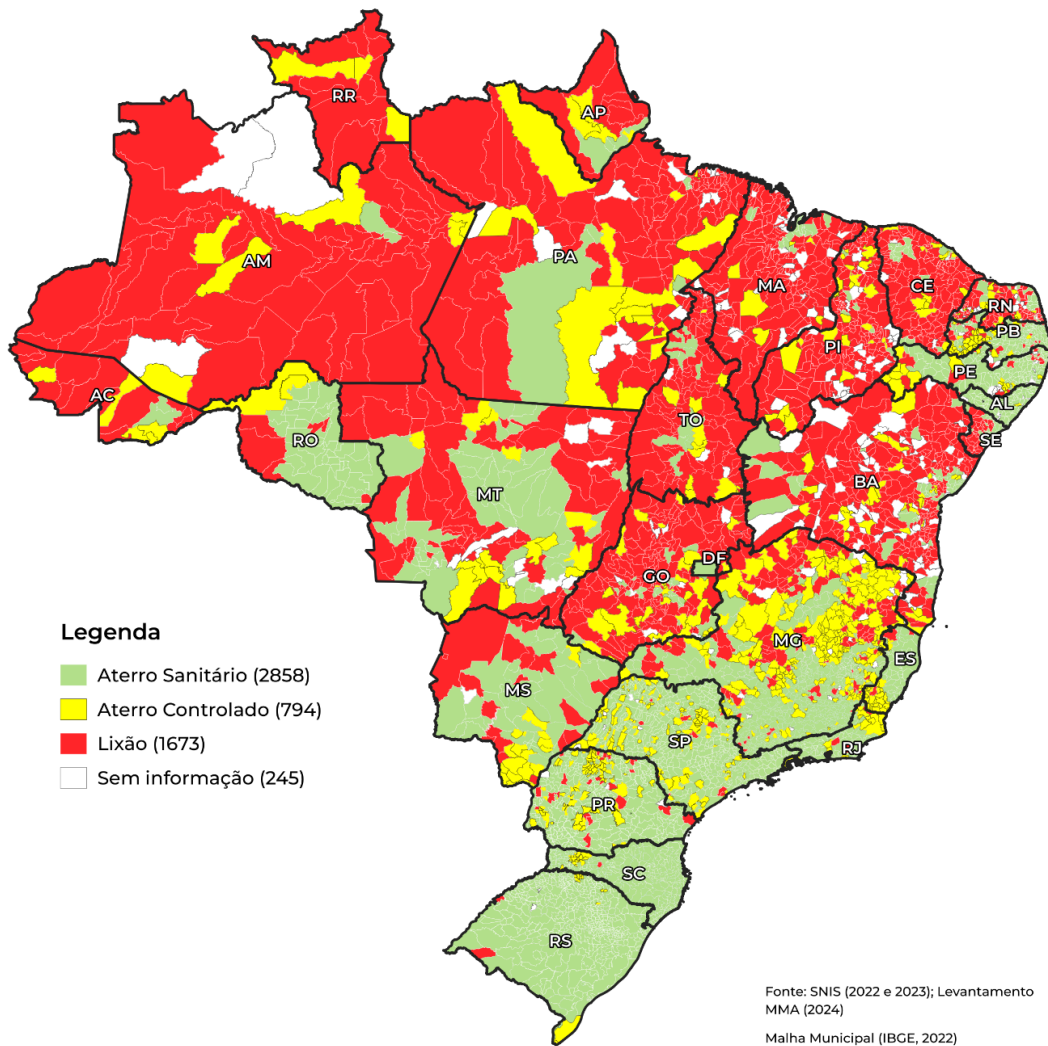 RR
AP
AM
PA
MA
CE
RN
PB
PI
PE
AC
AL
TO
RO
SE
BA
MT
DF
GO
Legenda
MG
ES
Aterro Sanitário (2858)
MS
Aterro Controlado (794)
SP
Lixão (1673)
RJ
Sem informação (245)
PR
SC
RS
Fonte: SNIS (2022 e 2023); Levantamento
MMA (2024)
Malha Municipal (IBGE, 2022)